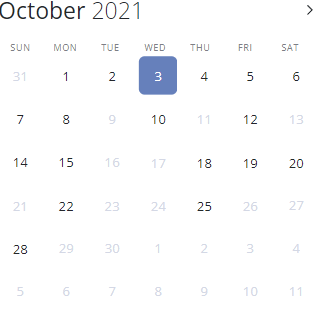 October 2021
SUN MON TUE WED THU FRI SAT
31 1 2 3 4 5 6
7 8 9 10 11 12 13
14 15 16 17 18 19 20
21 22 23 24 25 26 27
28 29 30 1 2 3 4
5 6 7 8 9 10 11